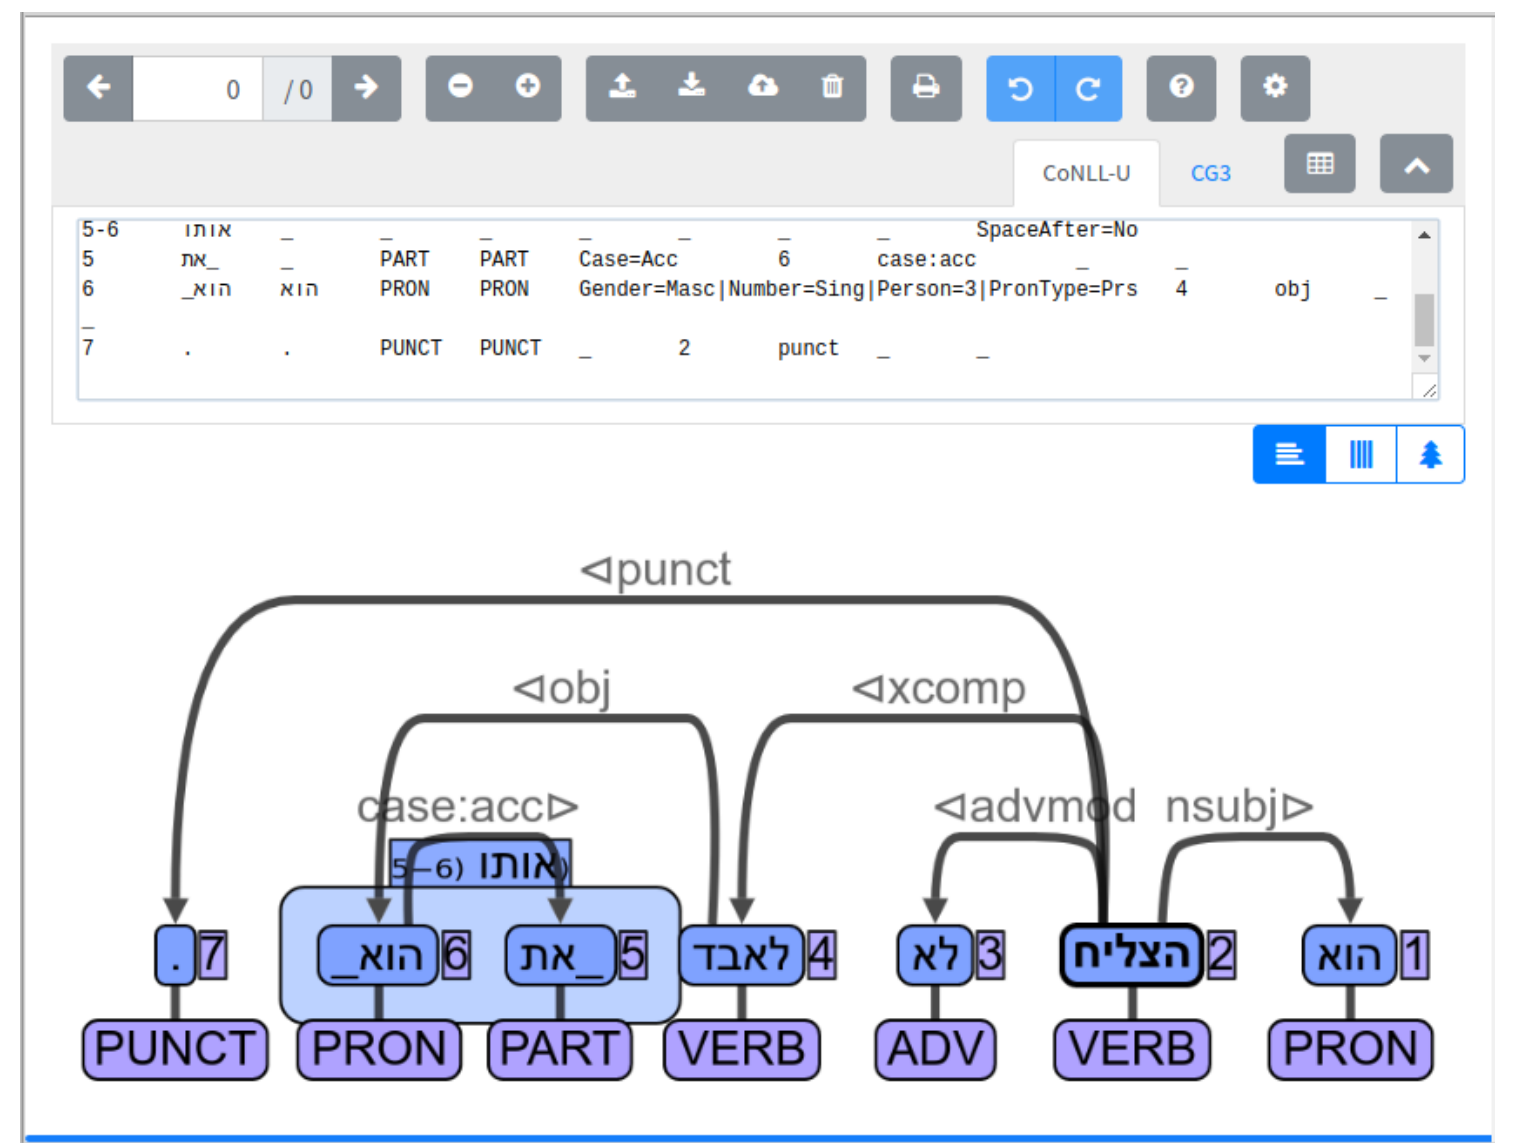 0 / 0
CoNLL-U CG3
5-6 אותו _ _ _ _ _ _ _ SpaceAfter=No
5 את_ _ PART PART Case=Acc 6 case:acc _ _
6 _הוא הוא PRON PRON Gender=Masc|Number=Sing|Person=3|PronType=Prs 4 obj _
_
7 . . PUNCT PUNCT _ 2 punct _ _
⊲punct
⊲obj ⊲xcomp
case:acc⊳ ⊲advmod nsubj⊳
אותו (5–6)
הוא 1 הצליח 2 לא 3 לאבד 4 את_ 5 _הוא 6 . 7
PUNCT PRON PART VERB ADV VERB PRON